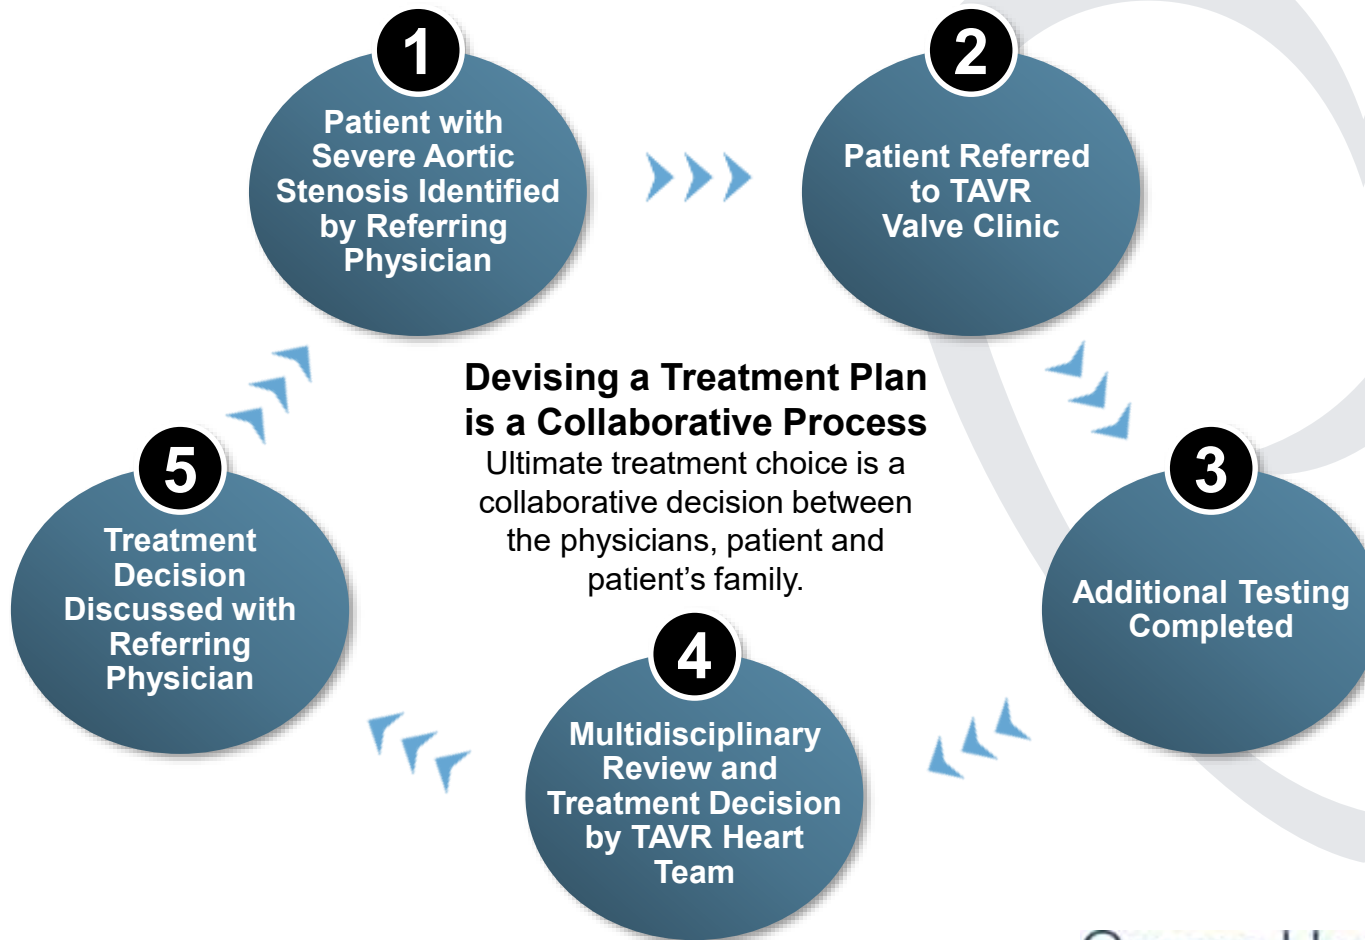 1
Patient with
Severe Aortic
Stenosis Identified
by Referring
Physician
2
Patient Referred
to TAVR
Valve Clinic
3
Additional Testing
Completed
4
Multidisciplinary
Review and
Treatment Decision
by TAVR Heart
Team
5
Treatment
Decision
Discussed with
Referring
Physician
Devising a Treatment Plan
is a Collaborative Process
Ultimate treatment choice is a
collaborative decision between
the physicians, patient and
patient’s family.